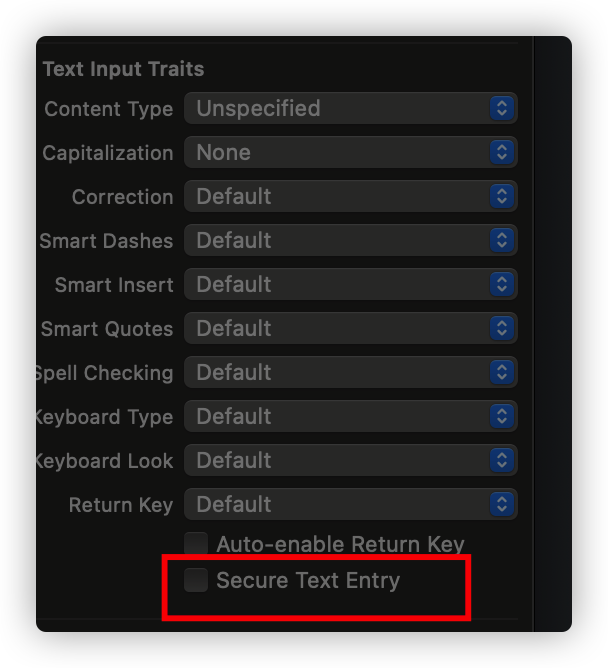 Text Input Traits
Content Type Unspecified
Capitalization None
Correction Default
Smart Dashes Default
Smart Insert Default
Smart Quotes Default
Spell Checking Default
Keyboard Type Default
Keyboard Look Default
Return Key Default
Auto-enable Return Key
Secure Text Entry